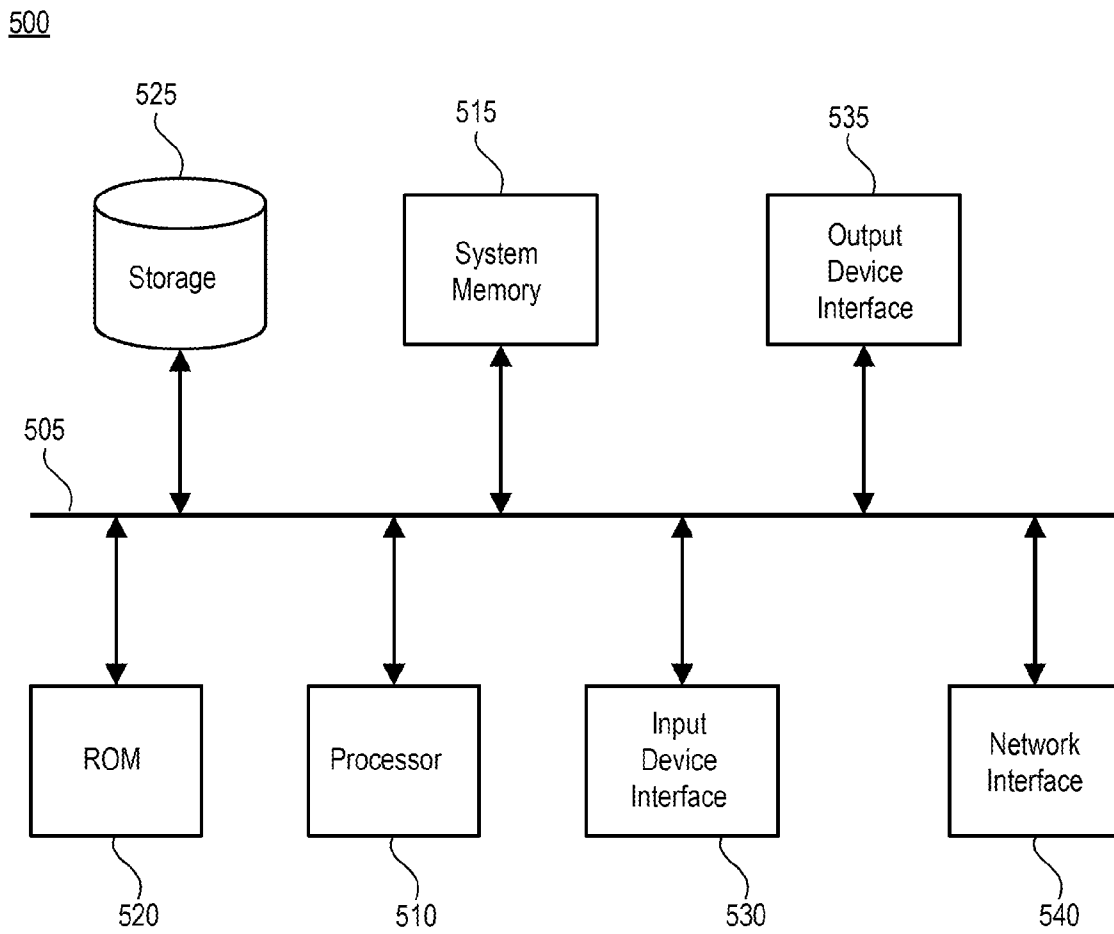 500
525
515
535
Storage
System
Memory
Output
Device
Interface
505
ROM
Processor
Input
Device
Interface
Network
Interface
520
510
530
540